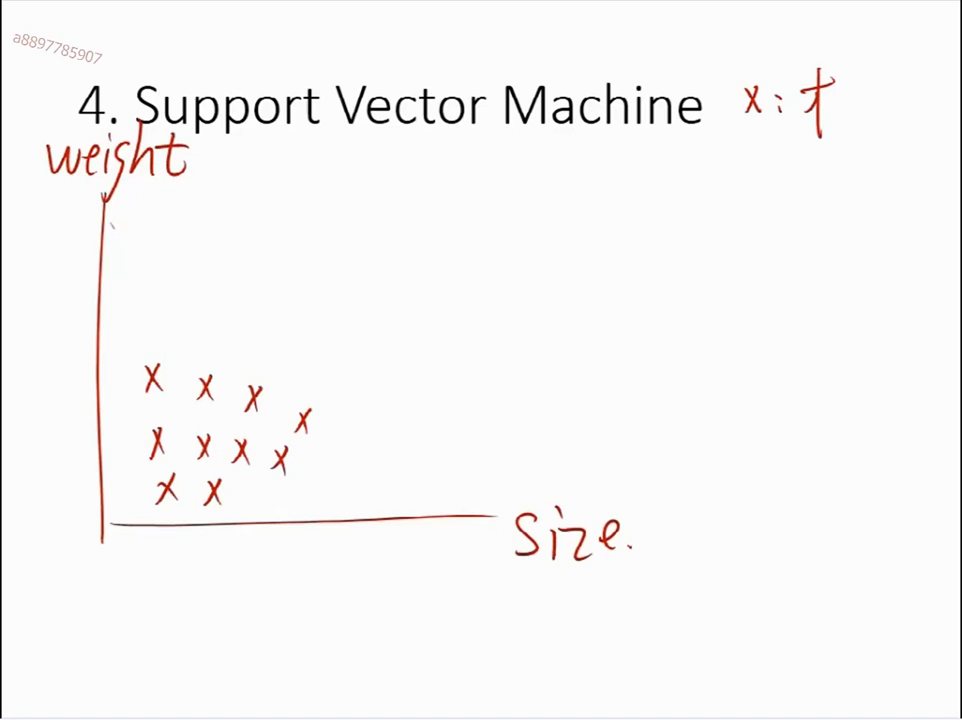 a8897785907
4. Support Vector Machine x:
weight
x x x
x
x x x x
x x
Size.